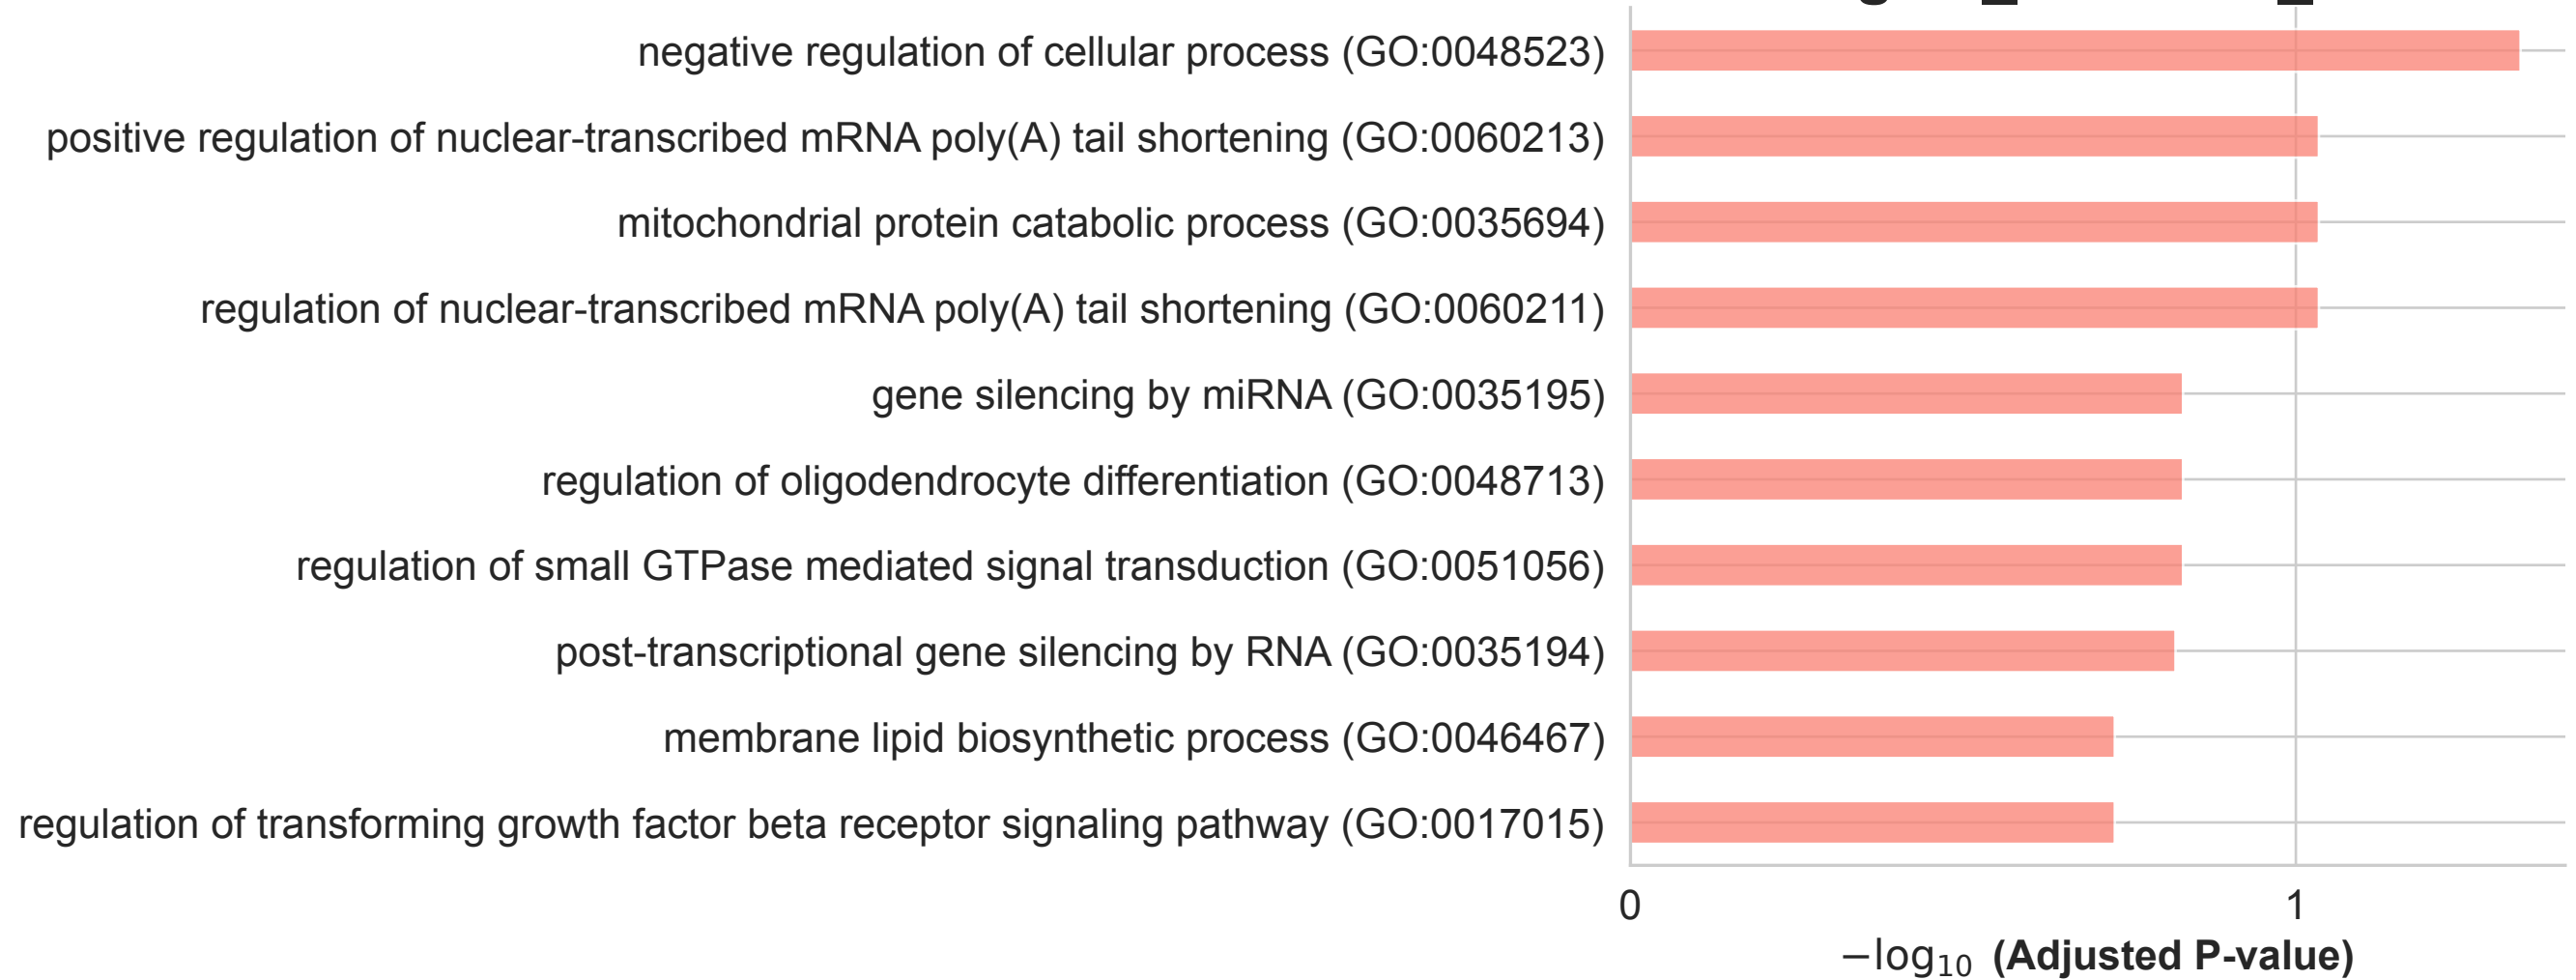 negative regulation of cellular process (GO:0048523)
positive regulation of nuclear-transcribed mRNA poly(A) tail shortening (GO:0060213)
mitochondrial protein catabolic process (GO:0035694)
regulation of nuclear-transcribed mRNA poly(A) tail shortening (GO:0060211)
gene silencing by miRNA (GO:0035195)
regulation of oligodendrocyte differentiation (GO:0048713)
regulation of small GTPase mediated signal transduction (GO:0051056)
post-transcriptional gene silencing by RNA (GO:0035194)
membrane lipid biosynthetic process (GO:0046467)
regulation of transforming growth factor beta receptor signaling pathway (GO:0017015)
0 1
−log₁₀ (Adjusted P-value)